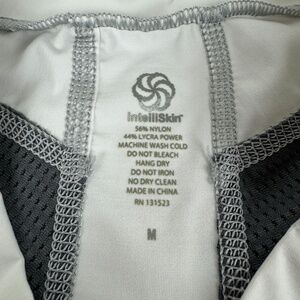 IntelliSkin
56% NYLON
44% LYCRA POWER
MACHINE WASH COLD
DO NOT BLEACH
HANG DRY
DO NOT IRON
NO DRY CLEAN
MADE IN CHINA
RN 131523
M